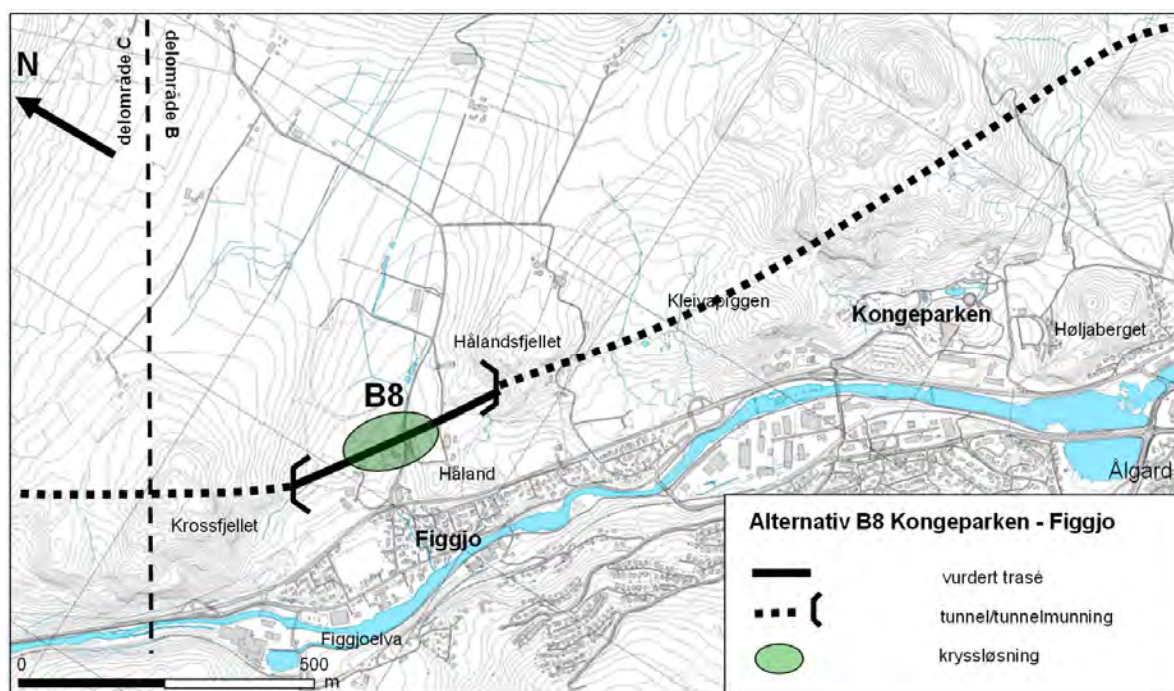 N
delområde C
delområde B
Hålandsfjellet
Kleivapiggen
Kongeparken
Høljaberget
B8
Håland
Krossfjellet
Figgjo
Ålgård
Figgjoelva
0 500
m
Alternativ B8 Kongeparken - Figgjo
vurdert trasé
tunnel/tunnelmunning
kryssløsning